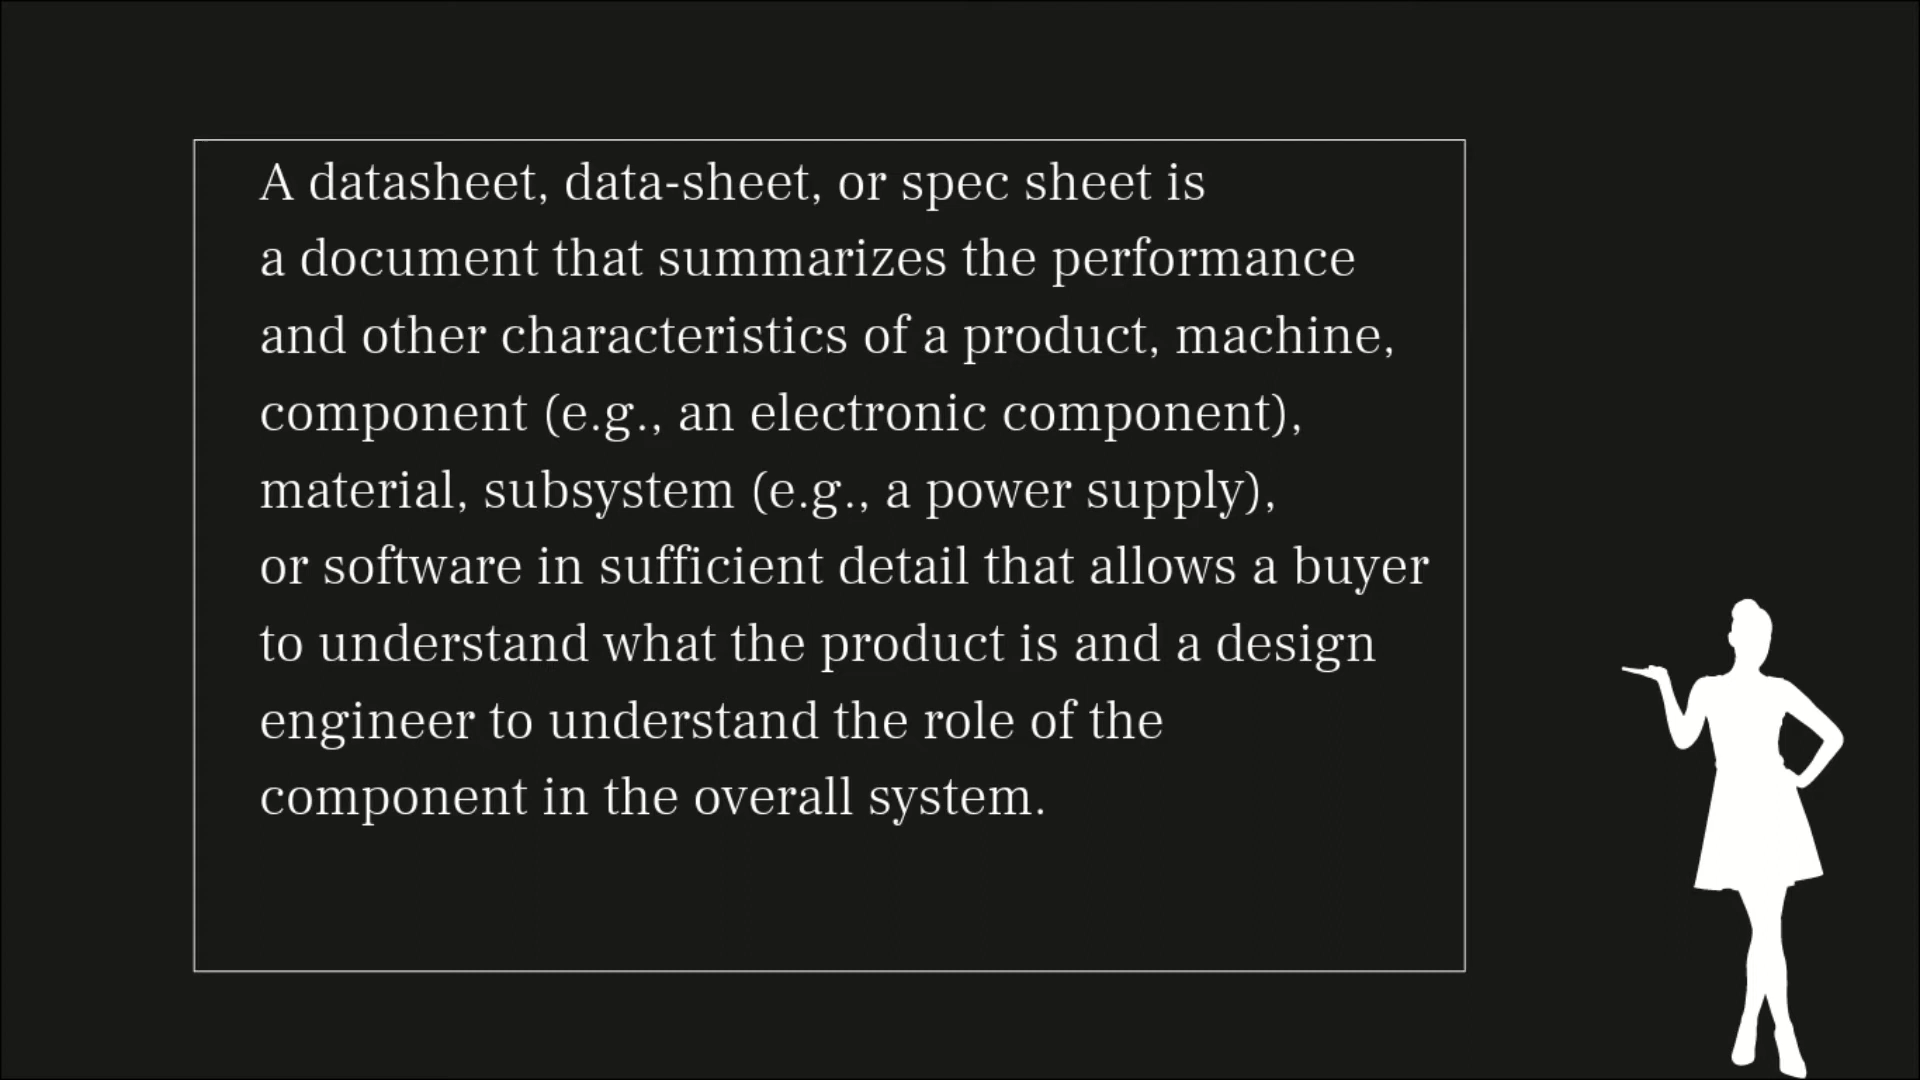 A datasheet, data-sheet, or spec sheet is
a document that summarizes the performance
and other characteristics of a product, machine,
component (e.g., an electronic component),
material, subsystem (e.g., a power supply),
or software in sufficient detail that allows a buyer
to understand what the product is and a design
engineer to understand the role of the
component in the overall system.